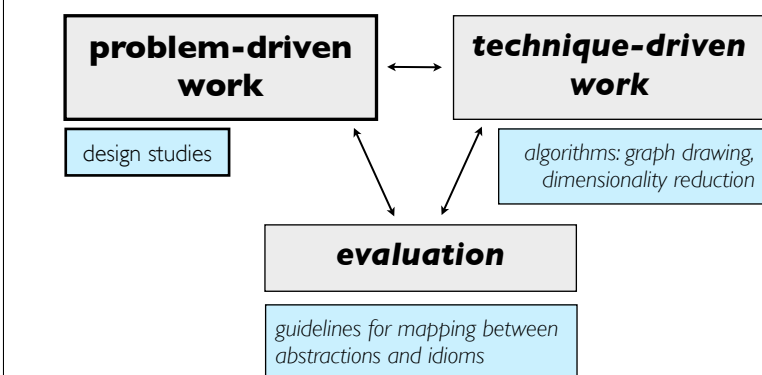 problem-driven
work
technique-driven
work
design studies
algorithms: graph drawing,
dimensionality reduction
evaluation
guidelines for mapping between
abstractions and idioms